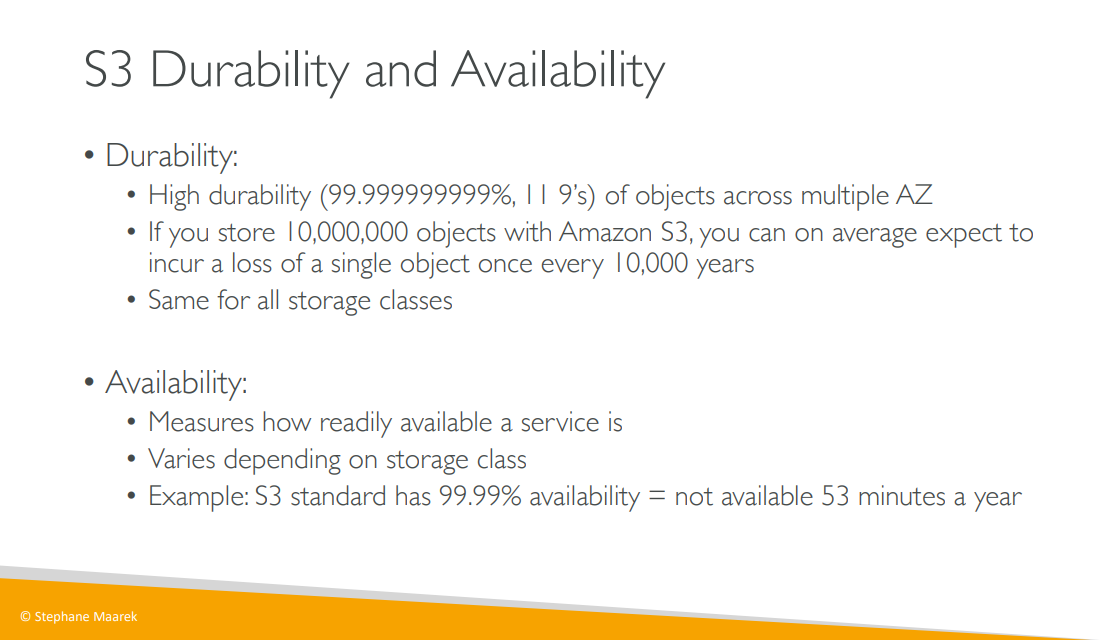 S3 Durability and Availability
• Durability:
• High durability (99.999999999%, 11 9’s) of objects across multiple AZ
• If you store 10,000,000 objects with Amazon S3, you can on average expect to
incur a loss of a single object once every 10,000 years
• Same for all storage classes
• Availability:
• Measures how readily available a service is
• Varies depending on storage class
• Example: S3 standard has 99.99% availability = not available 53 minutes a year
© Stephane Maarek